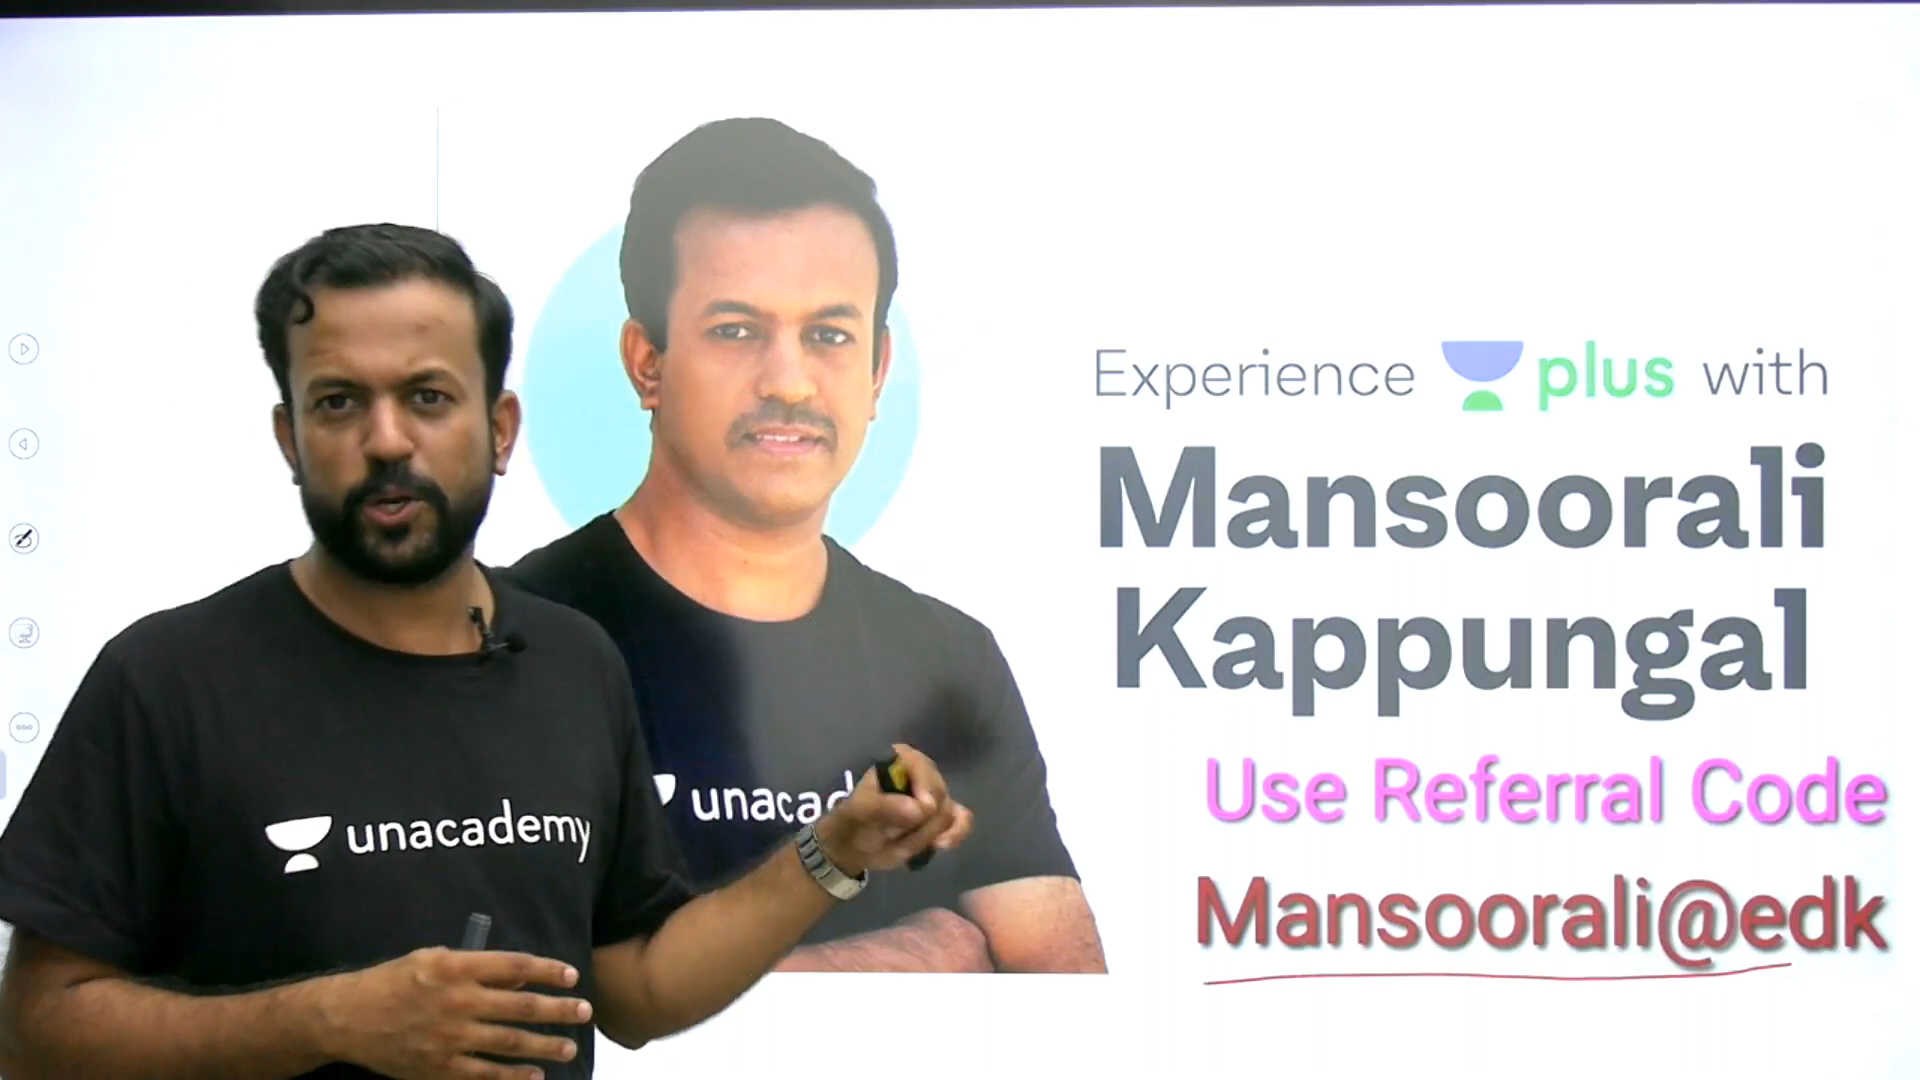 Experience plus with
Mansoorali
Kappungal
Use Referral Code
Mansoorali@edk
unacademy
unacad